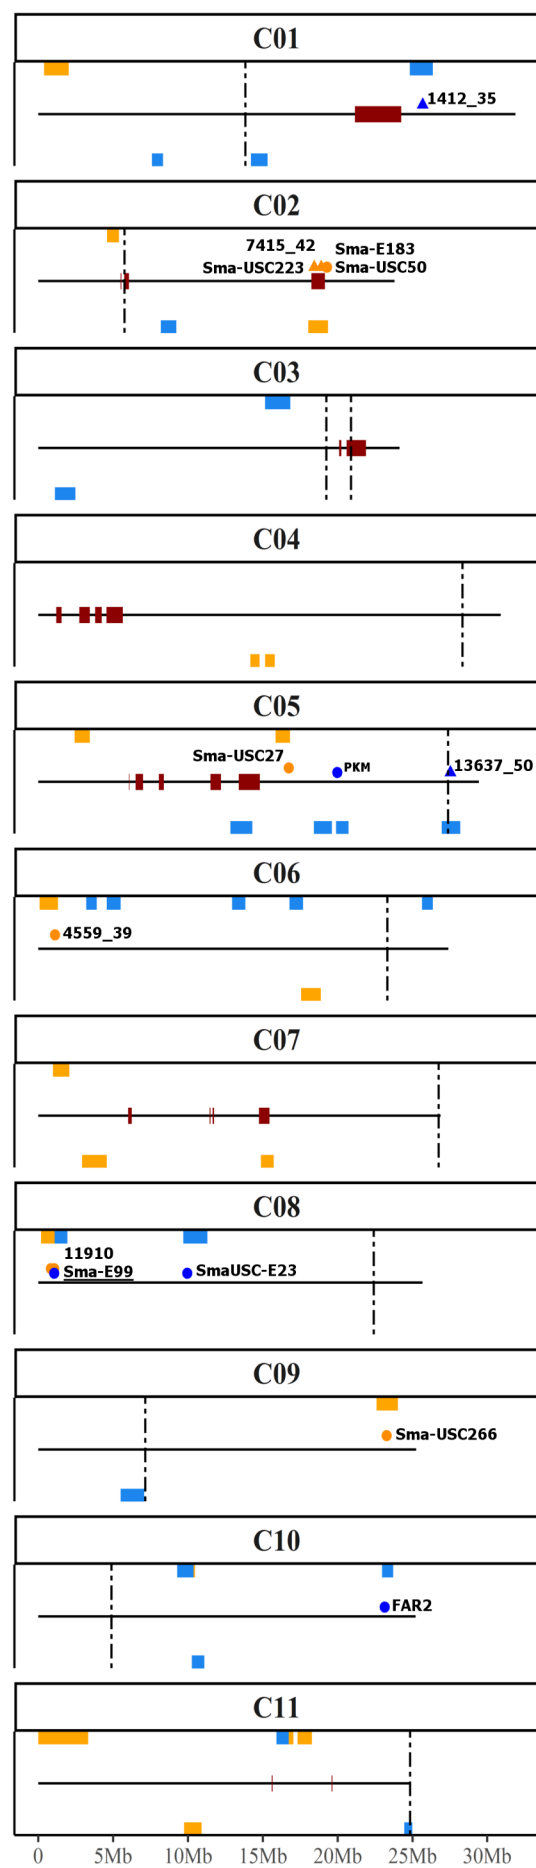 C01
1412_35
C02
7415_42
Sma-E183
Sma-USC223
Sma-USC50
C03
C04
C05
Sma-USC27
PKM
13637_50
C06
4559_39
C07
C08
11910
Sma-E99
SmaUSC-E23
C09
Sma-USC266
C10
FAR2
C11
0Mb 5Mb 10Mb 15Mb 20Mb 25Mb 30Mb